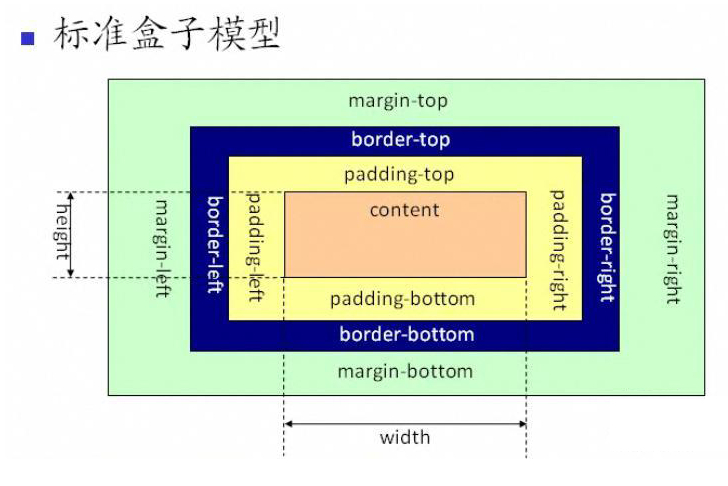 标准盒子模型
margin-top
border-top
padding-top
content
height
margin-left
border-left
padding-left
padding-right
border-right
margin-right
padding-bottom
border-bottom
margin-bottom
width